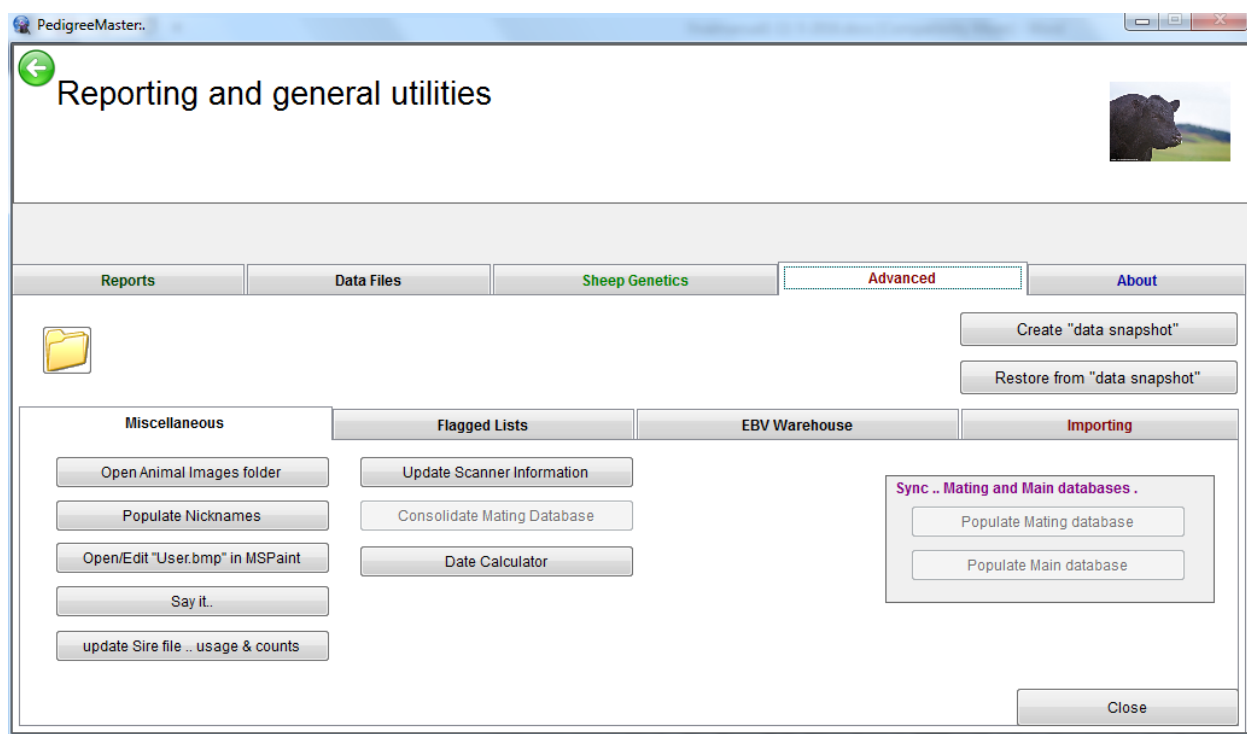 PedigreeMaster:.
Reporting and general utilities
Reports
Data Files
Sheep Genetics
Advanced
About
Create "data snapshot"
Restore from "data snapshot"
Miscellaneous
Flagged Lists
EBV Warehouse
Importing
Open Animal Images folder
Update Scanner Information
Populate Nicknames
Consolidate Mating Database
Open/Edit "User.bmp" in MSPaint
Date Calculator
Say it..
update Sire file .. usage & counts
Sync .. Mating and Main databases .
Populate Mating database
Populate Main database
Close